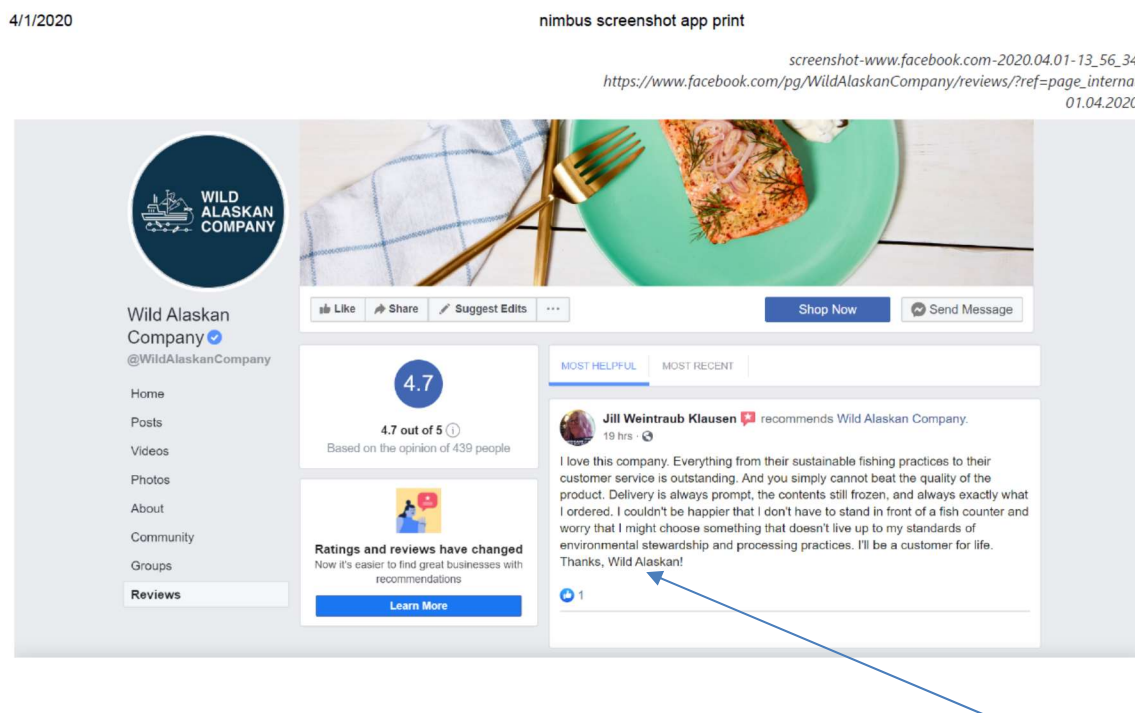 4/1/2020
nimbus screenshot app print
screenshot-www.facebook.com-2020.04.01-13_56_34
https://www.facebook.com/pg/WildAlaskanCompany/reviews/?ref=page_interna
01.04.2020
WILD
ALASKAN
COMPANY
Wild Alaskan
Company
@WildAlaskanCompany
Home
Posts
Videos
Photos
About
Community
Groups
Reviews
Like Share Suggest Edits ...
Shop Now Send Message
4.7
4.7 out of 5
Based on the opinion of 439 people
Ratings and reviews have changed
Now it's easier to find great businesses with
recommendations
Learn More
MOST HELPFUL MOST RECENT
Jill Weintraub Klausen recommends Wild Alaskan Company.
19 hrs ·
I love this company. Everything from their sustainable fishing practices to their
customer service is outstanding. And you simply cannot beat the quality of the
product. Delivery is always prompt, the contents still frozen, and always exactly what
I ordered. I couldn't be happier that I don't have to stand in front of a fish counter and
worry that I might choose something that doesn't live up to my standards of
environmental stewardship and processing practices. I'll be a customer for life.
Thanks, Wild Alaskan!
1